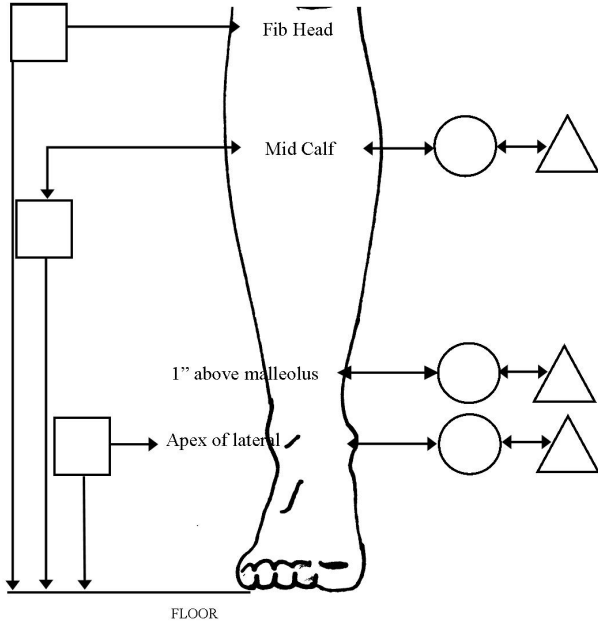 Fib Head
Mid Calf
1” above malleolus
Apex of lateral
FLOOR